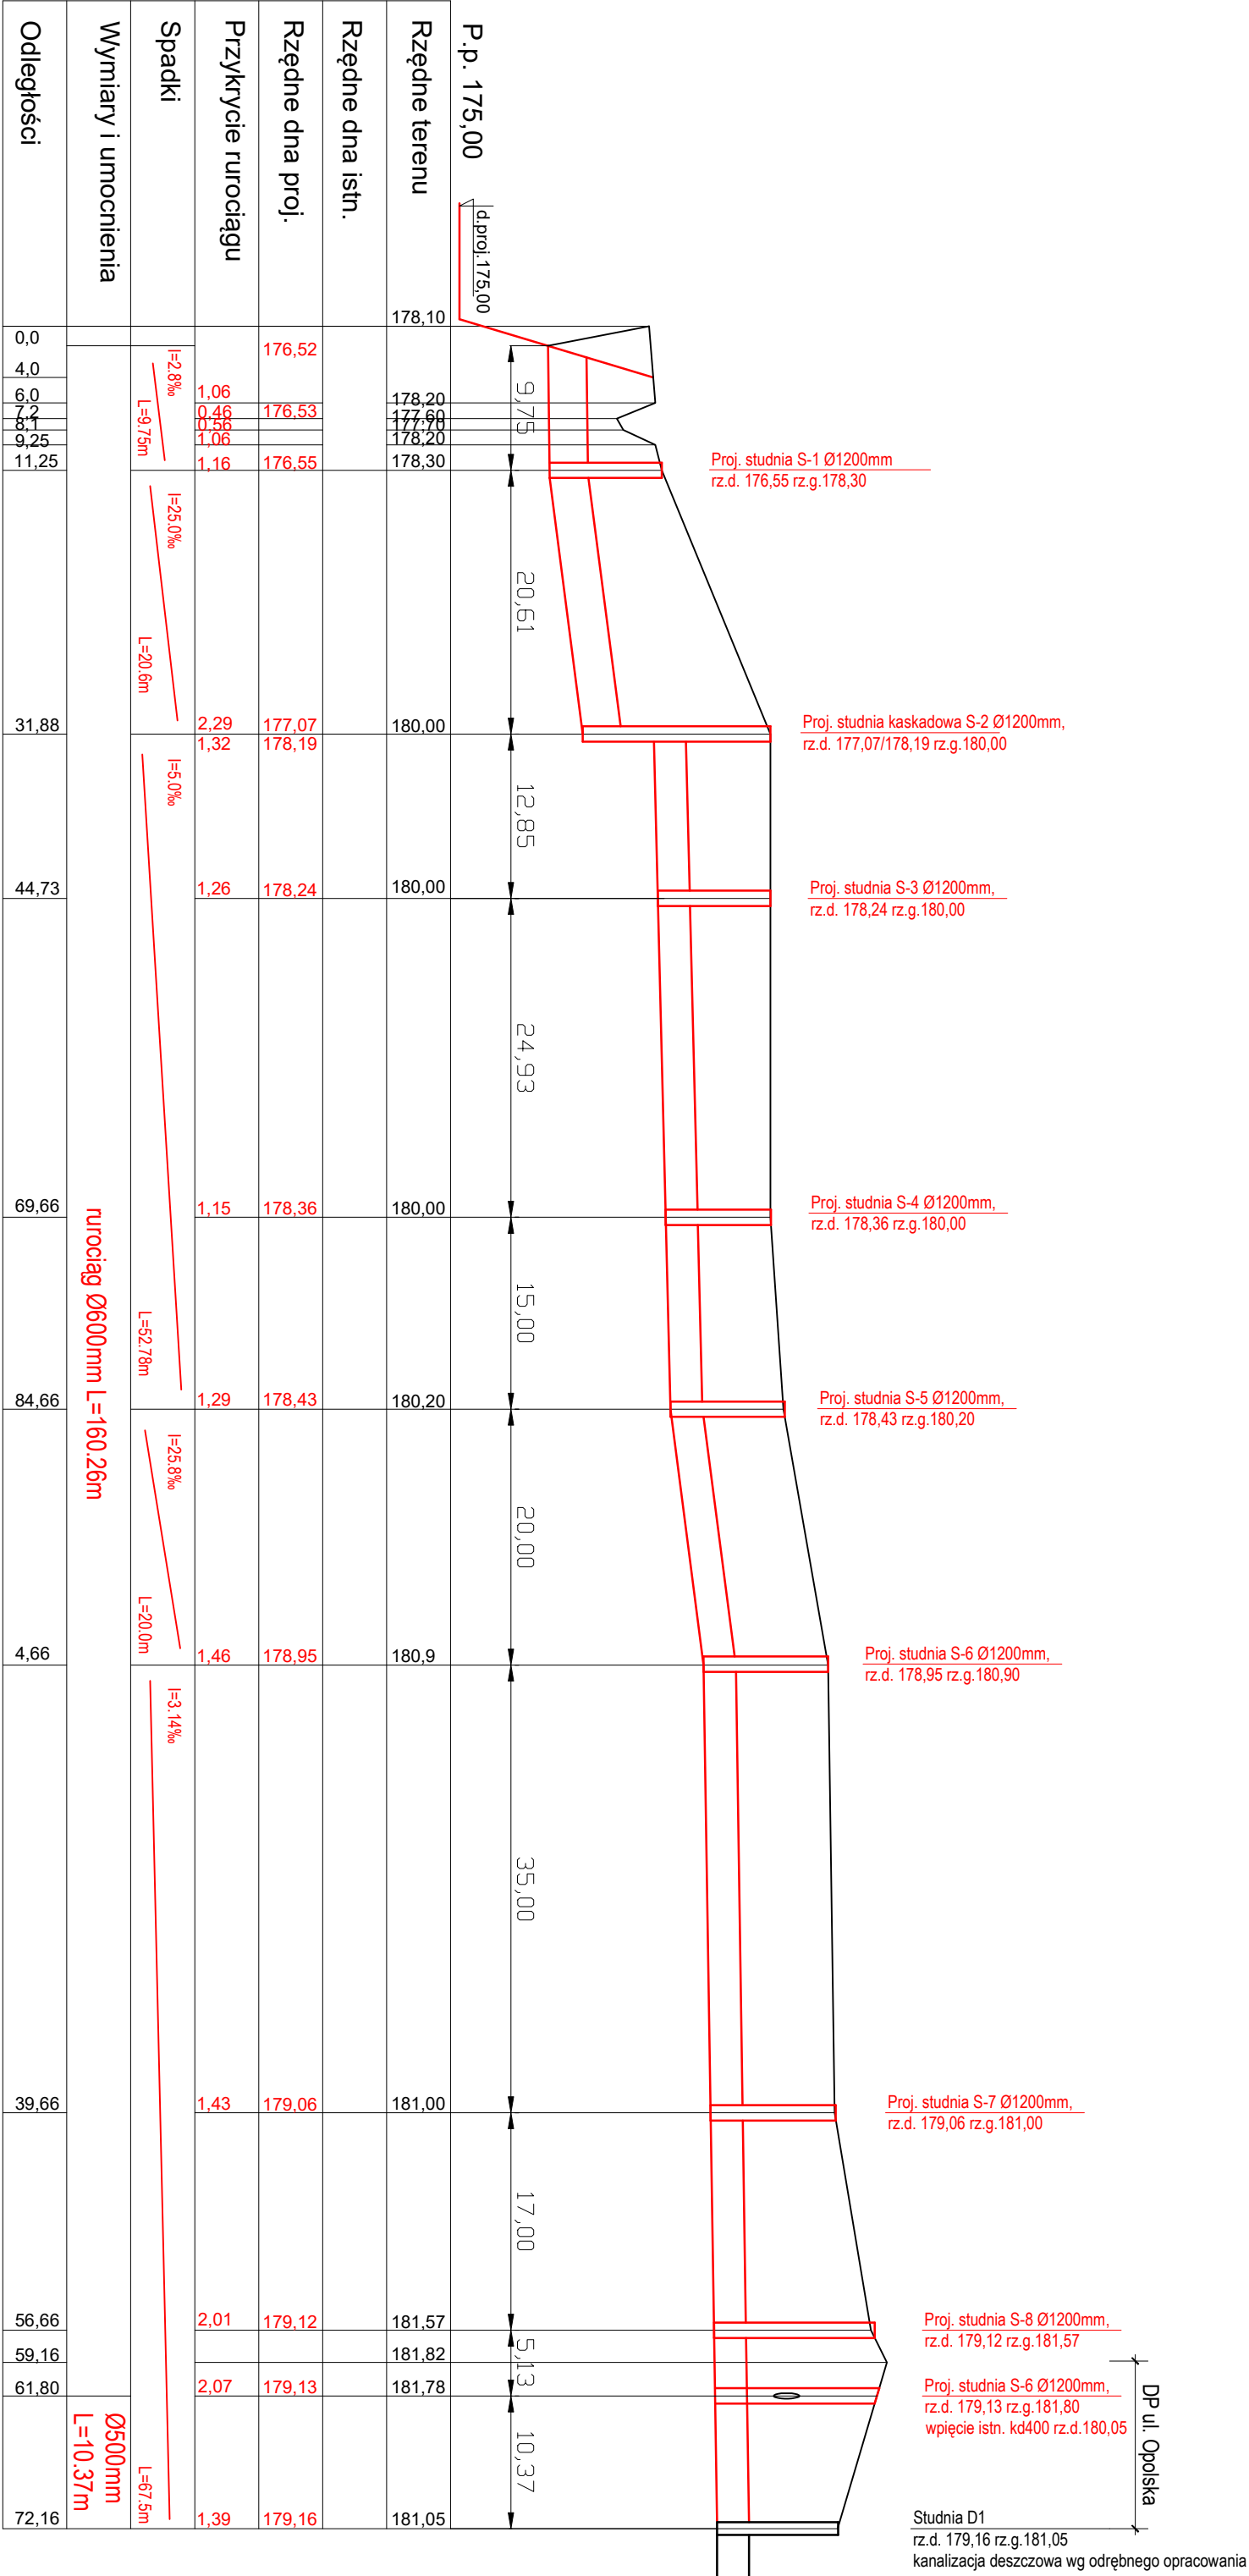 P.p. 175,00
d.proj.175,00
Rzędne terenu
178,10
178,20
177,60
177,70
178,20
178,30
180,00
180,00
180,00
180,20
180,9
181,00
181,57
181,82
181,78
181,05
Rzędne dna istn.
Rzędne dna proj.
176,52
176,53
176,55
177,07
178,19
178,24
178,36
178,43
178,95
179,06
179,12
179,13
179,16
Przykrycie rurociągu
1,06
0,46
0,56
1,06
1,16
2,29
1,32
1,26
1,15
1,29
1,46
1,43
2,01
2,07
1,39
Spadki
I=2.8‰
L=9.75m
I=25.0‰
L=20.6m
I=5.0‰
L=52.78m
I=25.8‰
L=20.0m
I=3.14‰
L=67.5m
Wymiary i umocnienia
rurociąg Ø600mm L=160.26m
Ø500mm
L=10.37m
Odległości
0,0
4,0
6,0
7,2
8,1
9,25
11,25
31,88
44,73
69,66
84,66
4,66
39,66
56,66
59,16
61,80
72,16
9,75
20,61
12,85
24,93
15,00
20,00
35,00
17,00
5,13
10,37
Proj. studnia S-1 Ø1200mm
rz.d. 176,55 rz.g.178,30
Proj. studnia kaskadowa S-2 Ø1200mm,
rz.d. 177,07/178,19 rz.g.180,00
Proj. studnia S-3 Ø1200mm,
rz.d. 178,24 rz.g.180,00
Proj. studnia S-4 Ø1200mm,
rz.d. 178,36 rz.g.180,00
Proj. studnia S-5 Ø1200mm,
rz.d. 178,43 rz.g.180,20
Proj. studnia S-6 Ø1200mm,
rz.d. 178,95 rz.g.180,90
Proj. studnia S-7 Ø1200mm,
rz.d. 179,06 rz.g.181,00
Proj. studnia S-8 Ø1200mm,
rz.d. 179,12 rz.g.181,57
Proj. studnia S-6 Ø1200mm,
rz.d. 179,13 rz.g.181,80
wpięcie istn. kd400 rz.d.180,05
DP ul. Opolska
Studnia D1
rz.d. 179,16 rz.g.181,05
kanalizacja deszczowa wg odrębnego opracowania